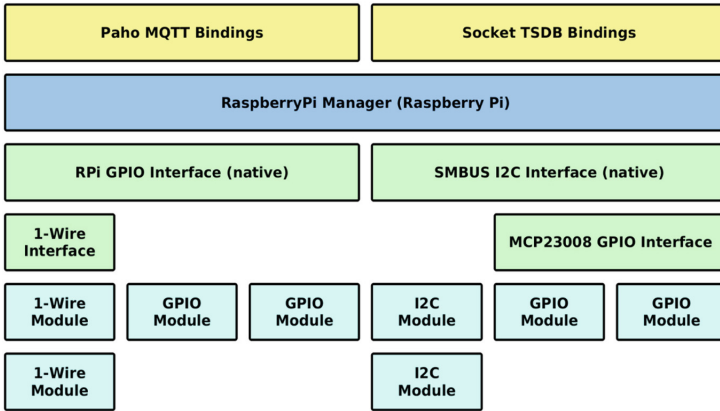 Paho MQTT Bindings
Socket TSDB Bindings
RaspberryPi Manager (Raspberry Pi)
RPi GPIO Interface (native)
SMBUS I2C Interface (native)
1-Wire
Interface
MCP23008 GPIO Interface
1-Wire
Module
GPIO
Module
GPIO
Module
I2C
Module
GPIO
Module
GPIO
Module
1-Wire
Module
I2C
Module